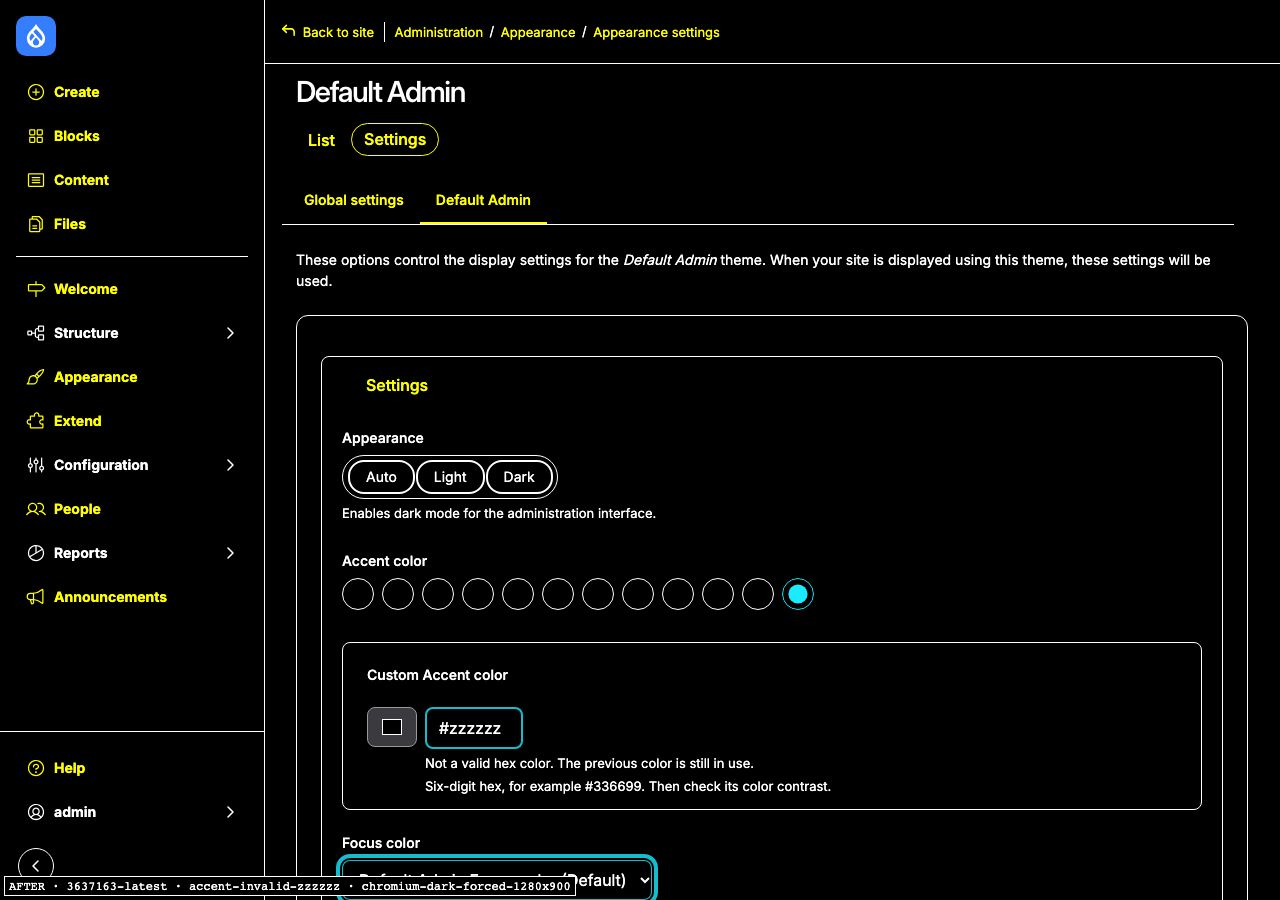 Back to site
Administration / Appearance / Appearance settings
Create
Blocks
Content
Files
Welcome
Structure
Appearance
Extend
Configuration
People
Reports
Announcements
Help
admin
Default Admin
List
Settings
Global settings
Default Admin
These options control the display settings for the Default Admin theme. When your site is displayed using this theme, these settings will be
used.
Settings
Appearance
Auto
Light
Dark
Enables dark mode for the administration interface.
Accent color
Custom Accent color
#zzzzzz
Not a valid hex color. The previous color is still in use.
Six-digit hex, for example #336699. Then check its color contrast.
Focus color
(Default)
AFTER · 3637163-latest · accent-invalid-zzzzzz · chromium-dark-forced-1280x900